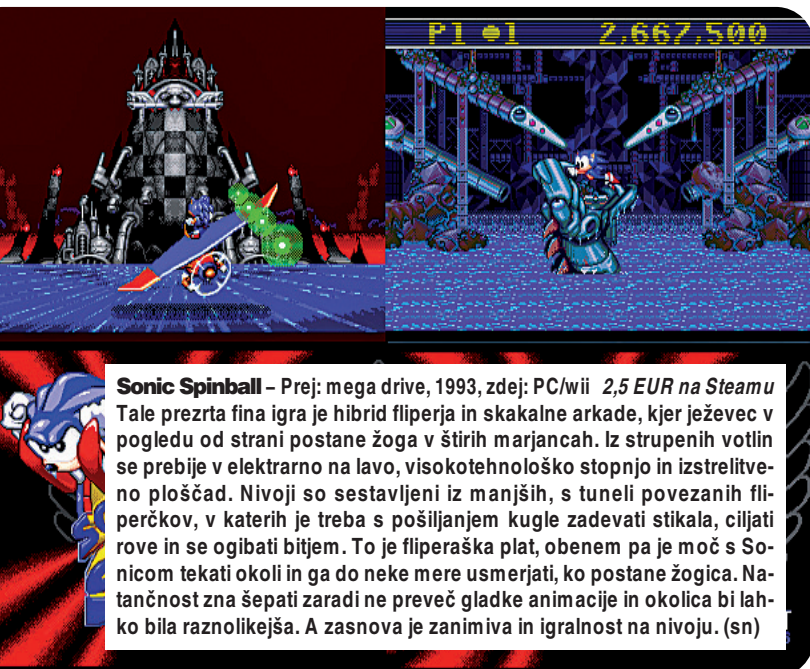 P1 1 2,667,500
Sonic Spinball – Prej: mega drive, 1993, zdej: PC/wii 2,5 EUR na Steamu
Tale prezrta fina igra je hibrid fliperja in skakalne arkade, kjer ježevec v
pogledu od strani postane žoga v štirih marjancah. Iz strupenih votlin
se prebije v elektrarno na lavo, visokotehnološko stopnjo in izstrelitve-
no ploščad. Nivoji so sestavljeni iz manjših, s tuneli povezanih fli-
perčkov, v katerih je treba s pošiljanjem kugle zadevati stikala, ciljati
rove in se ogibati bitjem. To je fliperaška plat, obenem pa je moč s So-
nicom tekati okoli in ga do neke mere usmerjati, ko postane žogica. Na-
tančnost zna šepati zaradi ne preveč gladke animacije in okolica bi lah-
ko bila raznolikejša. A zasnova je zanimiva in igralnost na nivoju. (sn)